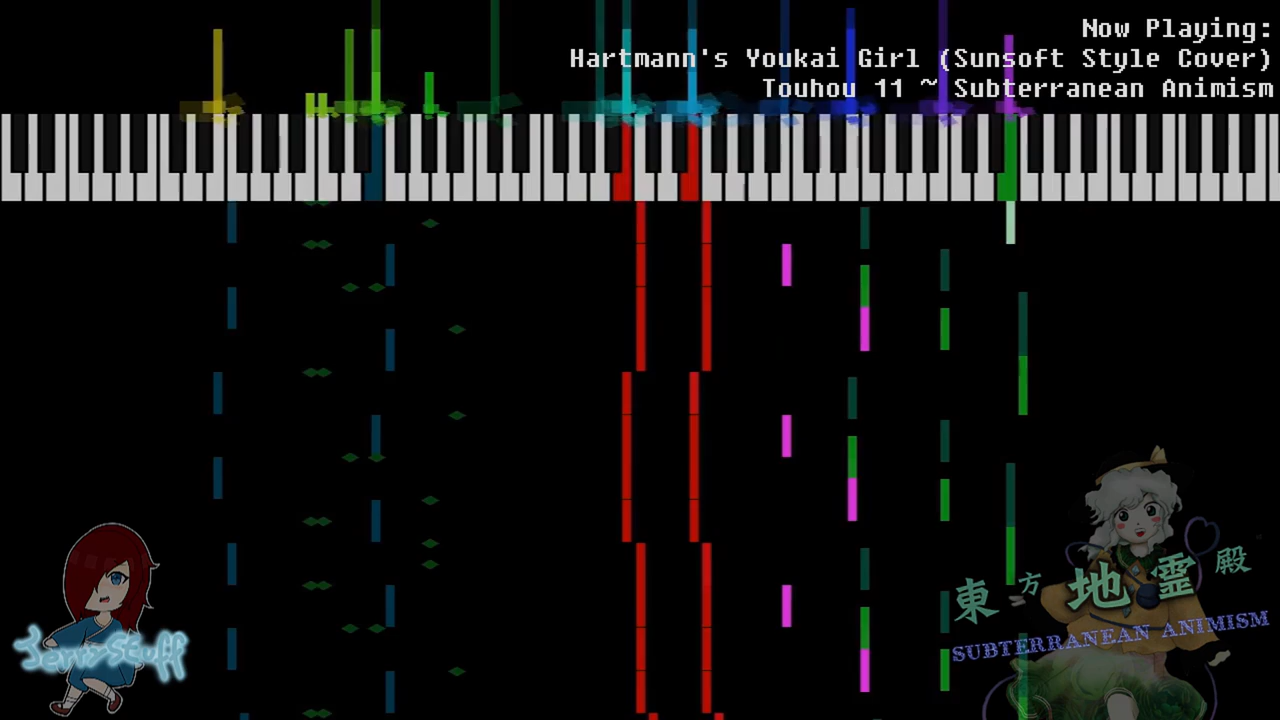 Now Playing:
Hartmann's Youkai Girl (Sunsoft Style Cover)
Touhou 11 ~ Subterranean Animism
JerryStuff
東方地霊殿
SUBTERRANEAN ANIMISM